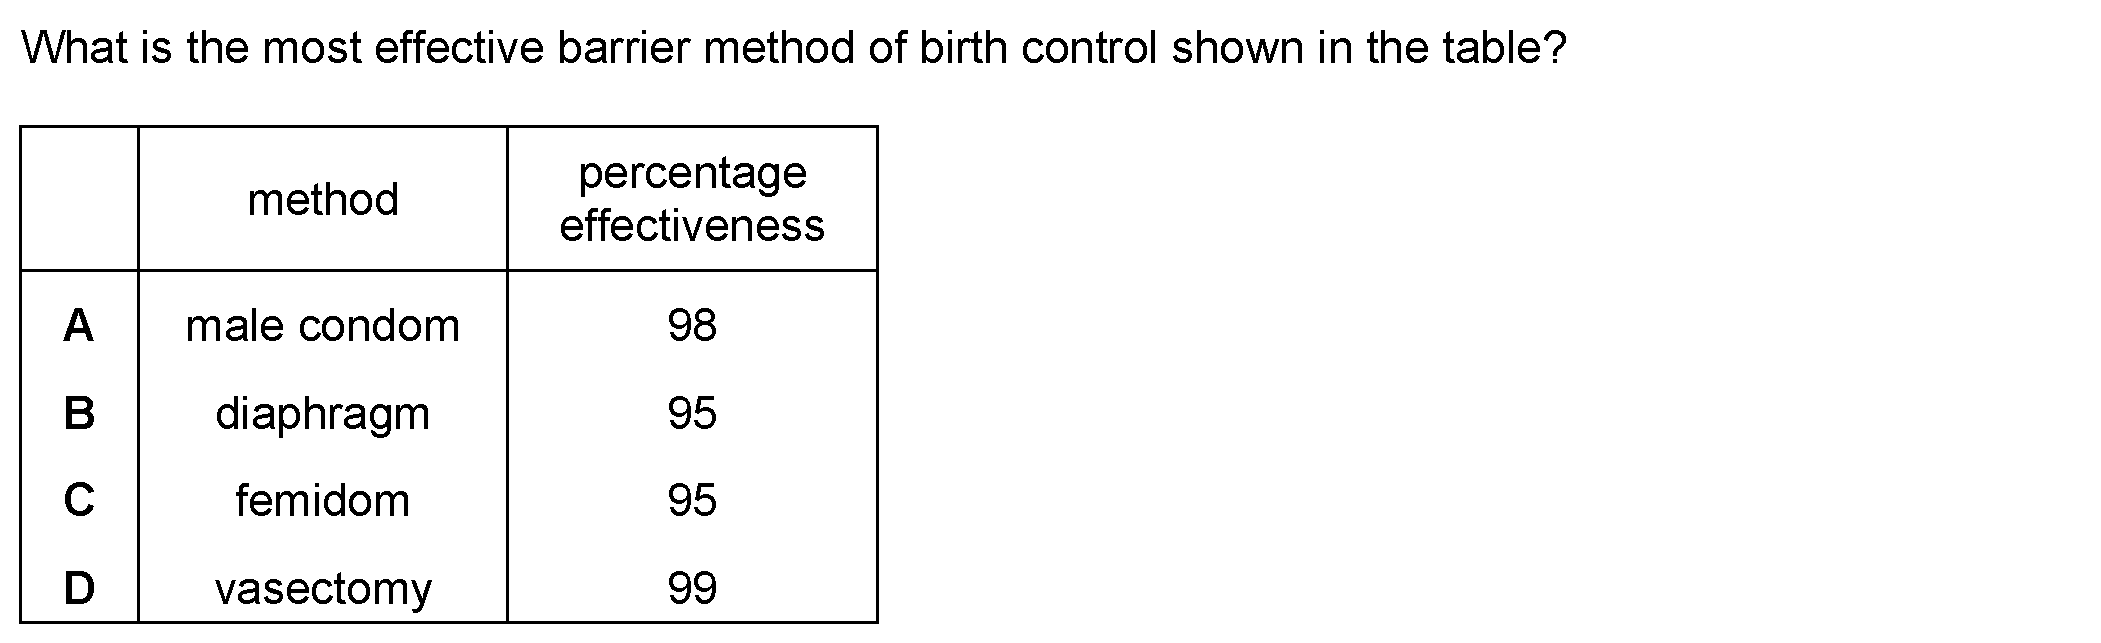 What is the most effective barrier method of birth control shown in the table?
method
percentage
effectiveness
A male condom 98
B diaphragm 95
C femidom 95
D vasectomy 99